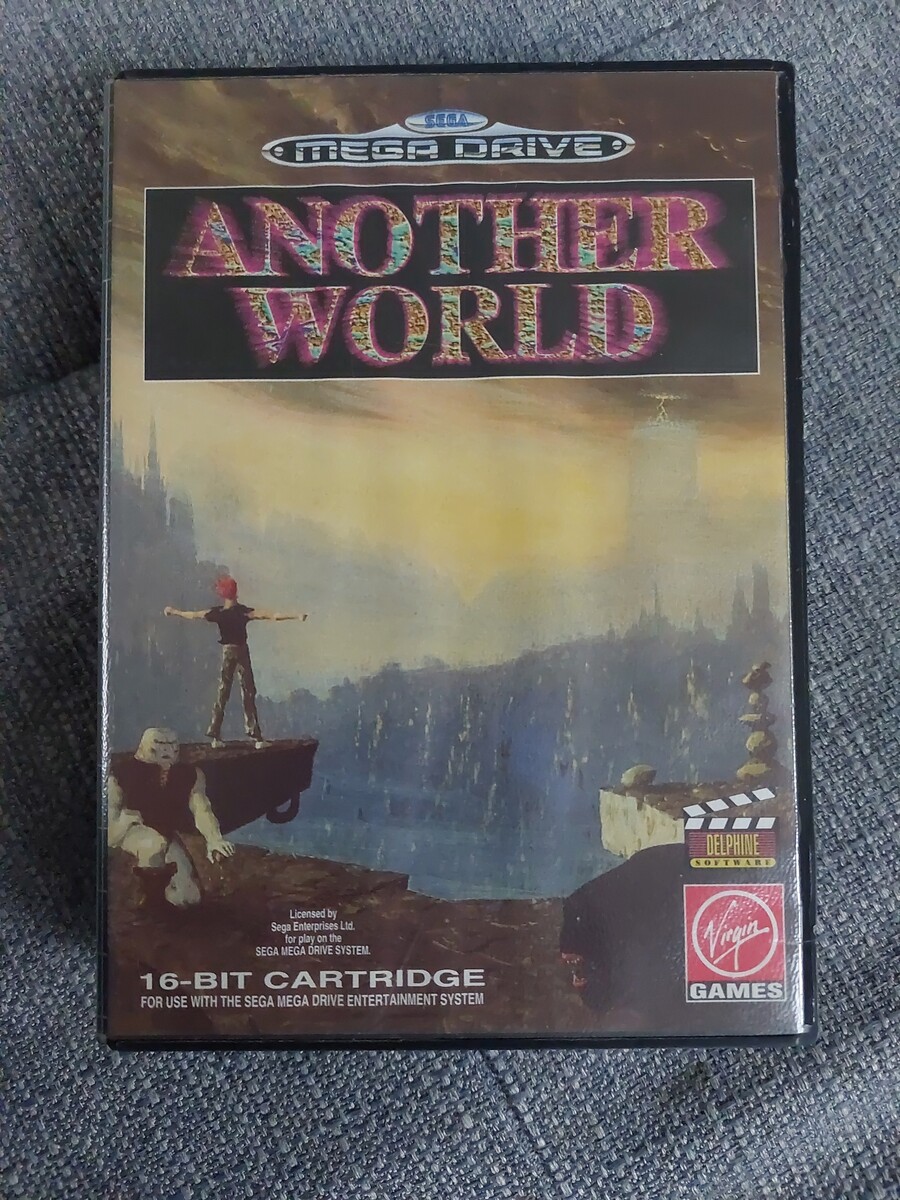 SEGA
MEGA DRIVE
ANOTHER
WORLD
DELPHINE
SOFTWARE
Licensed by
Sega Enterprises Ltd.
for play on the
SEGA MEGA DRIVE SYSTEM.
16-BIT CARTRIDGE
FOR USE WITH THE SEGA MEGA DRIVE ENTERTAINMENT SYSTEM
Virgin
GAMES